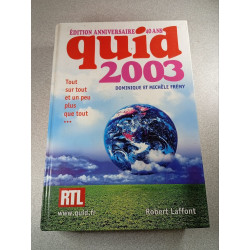 ÉDITION ANNIVERSAIRE 40 ANS
quid
2003
DOMINIQUE ET MICHÈLE FRÉMY
Tout
sur tout
et un peu
plus
que tout
...
RTL
www.quid.fr
Robert Laffont